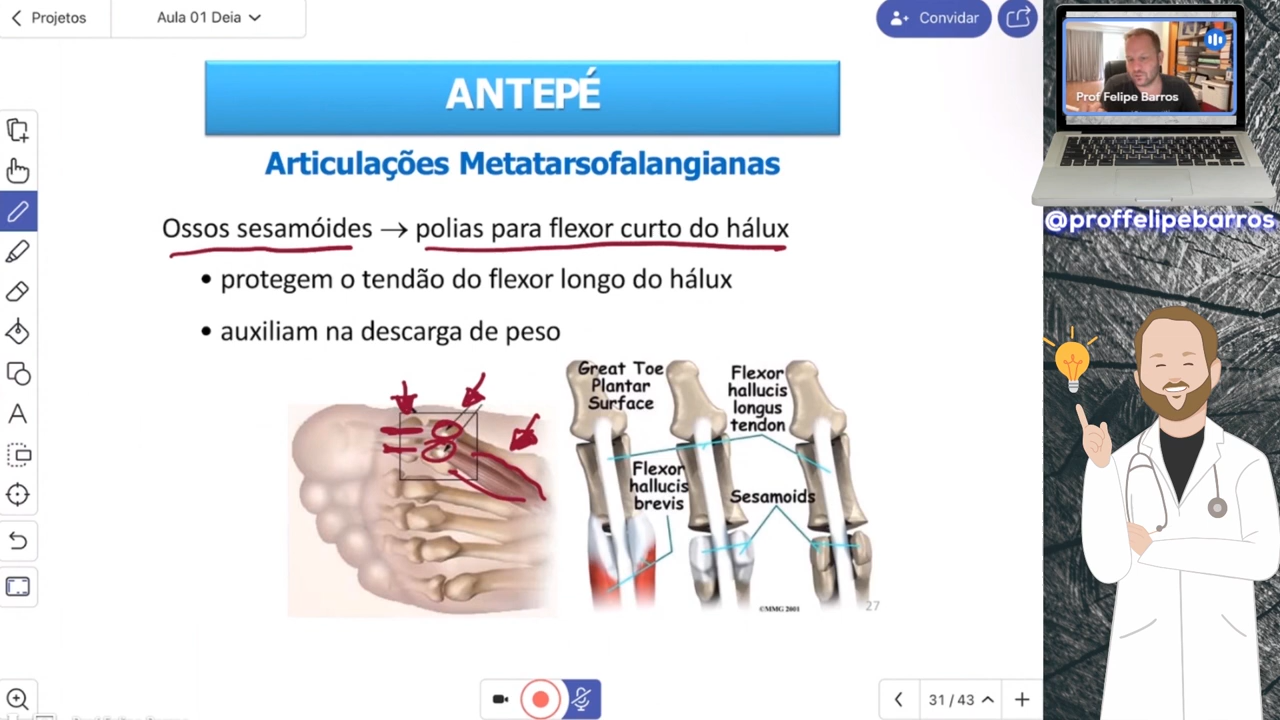 Projetos
Aula 01 Deia
Convidar
Prof Felipe Barros
@proffelipebarros
ANTEPÉ
Articulações Metatarsofalangianas
Ossos sesamóides → polias para flexor curto do hálux
• protegem o tendão do flexor longo do hálux
• auxiliam na descarga de peso
Great Toe
Plantar
Surface
Flexor
hallucis
longus
tendon
Flexor
hallucis
brevis
Sesamoids
©MMG 2001
27
31 / 43